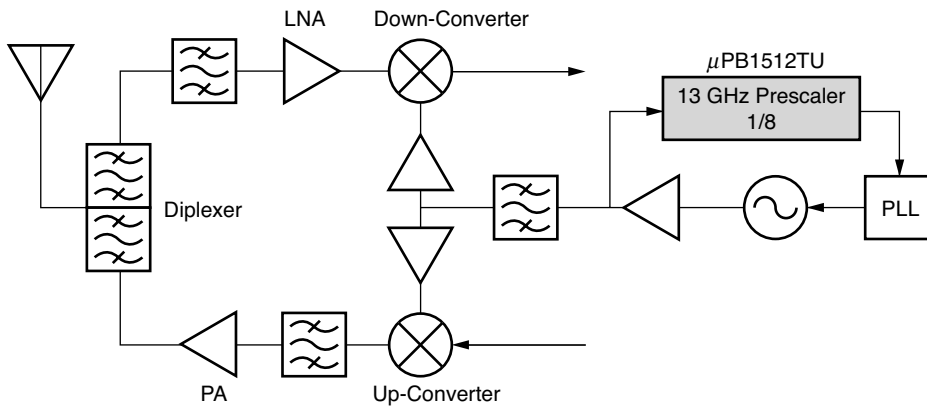 LNA
Down-Converter
μPB1512TU
13 GHz Prescaler
1/8
Diplexer
PLL
PA
Up-Converter